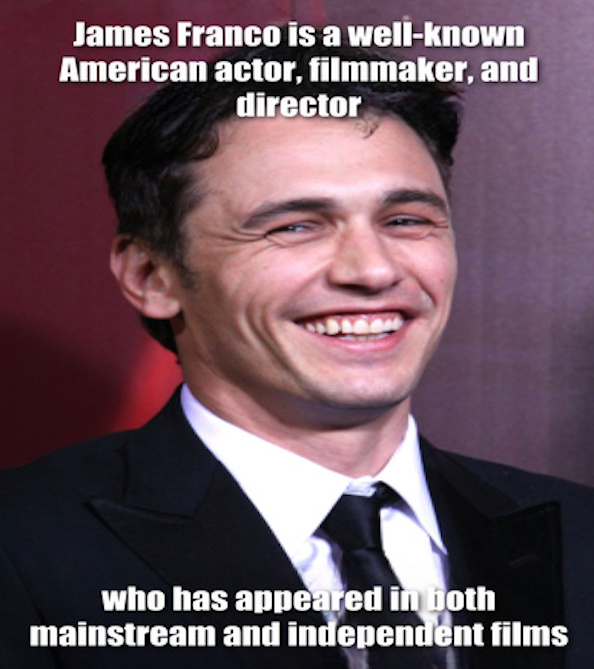 James Franco is a well-known
American actor, filmmaker, and
director
who has appeared in both
mainstream and independent films